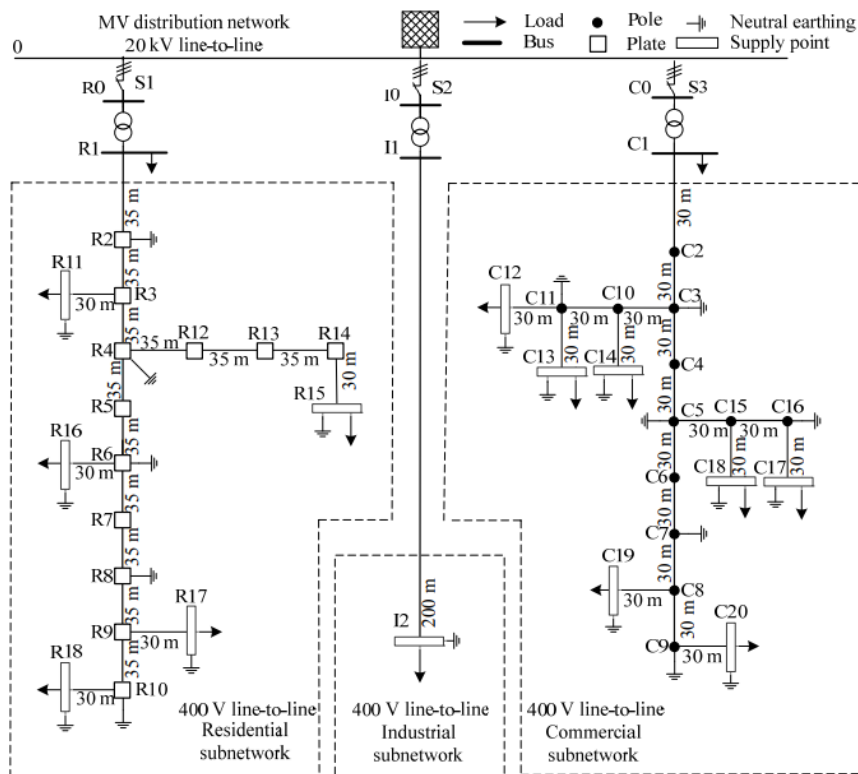 MV distribution network
0
20 kV line-to-line
Load
Bus
Pole
Plate
Neutral earthing
Supply point
R0
S1
R1
I0
S2
I1
C0
S3
C1
35 m
R2
35 m
R11
30 m
R3
35 m
R4
35 m
R12
35 m
R13
35 m
R14
30 m
R15
35 m
R5
35 m
R16
30 m
R6
35 m
R7
35 m
R8
35 m
R17
R9
30 m
35 m
R18
30 m
R10
400 V line-to-line
Residential
subnetwork
200 m
I2
400 V line-to-line
Industrial
subnetwork
30 m
C2
30 m
C12
C11
C10
C3
30 m
30 m
30 m
30 m
30 m
C13
C14
30 m
C4
30 m
C5
C15
C16
30 m
30 m
30 m
30 m
C18
C17
30 m
C6
30 m
C7
30 m
C19
30 m
C8
30 m
C20
C9
30 m
400 V line-to-line
Commercial
subnetwork